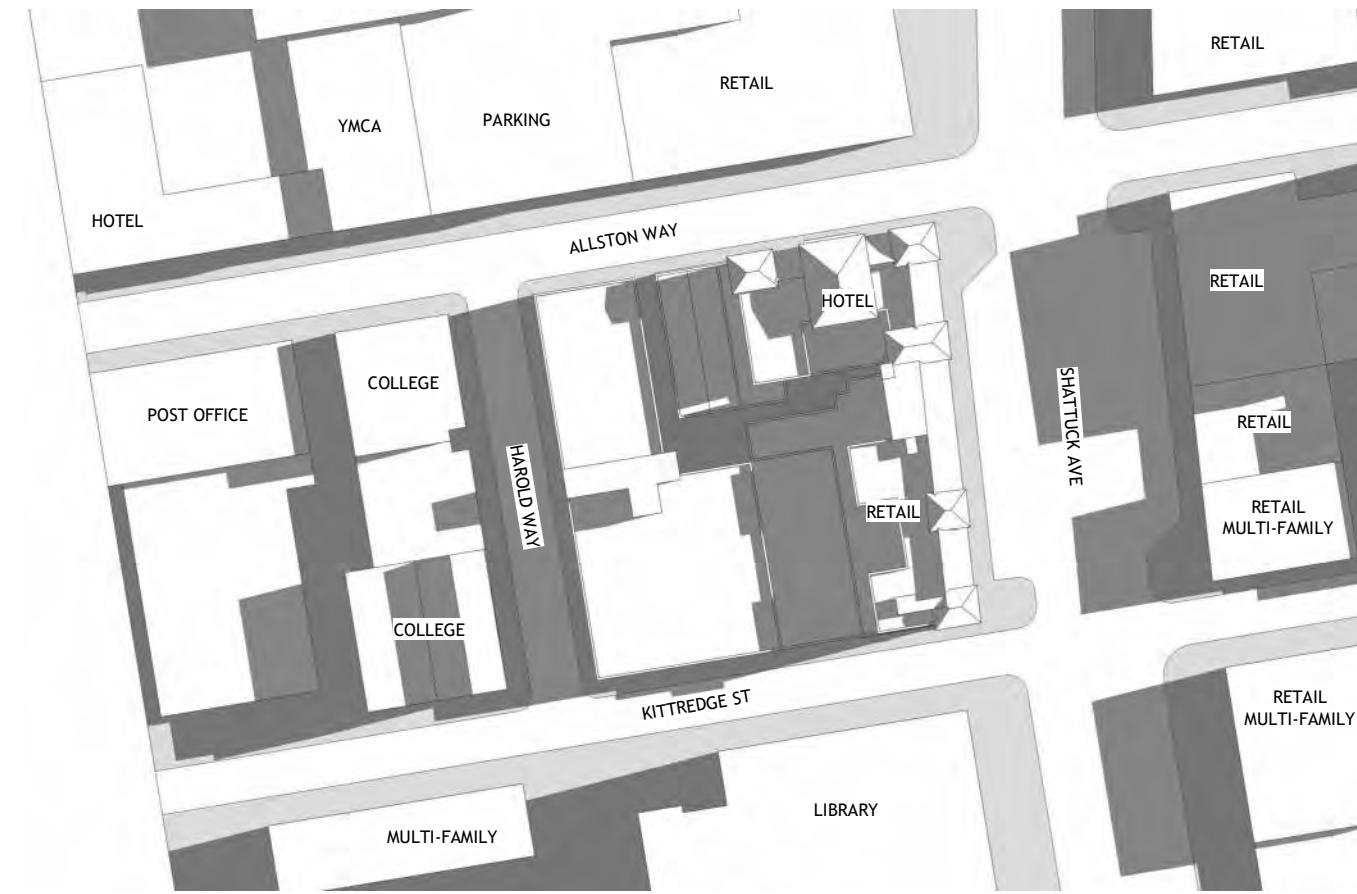 RETAIL
RETAIL
PARKING
YMCA
HOTEL
ALLSTON WAY
RETAIL
HOTEL
COLLEGE
POST OFFICE
SHATTUCK AVE
RETAIL
HAROLD WAY
RETAIL
RETAIL
MULTI-FAMILY
COLLEGE
KITTREDGE ST
RETAIL
MULTI-FAMILY
LIBRARY
MULTI-FAMILY